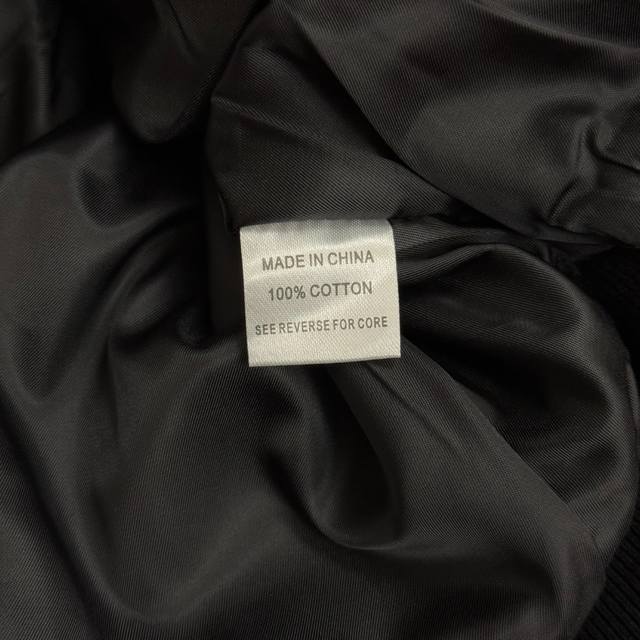 MADE IN CHINA
100% COTTON
SEE REVERSE FOR CORE